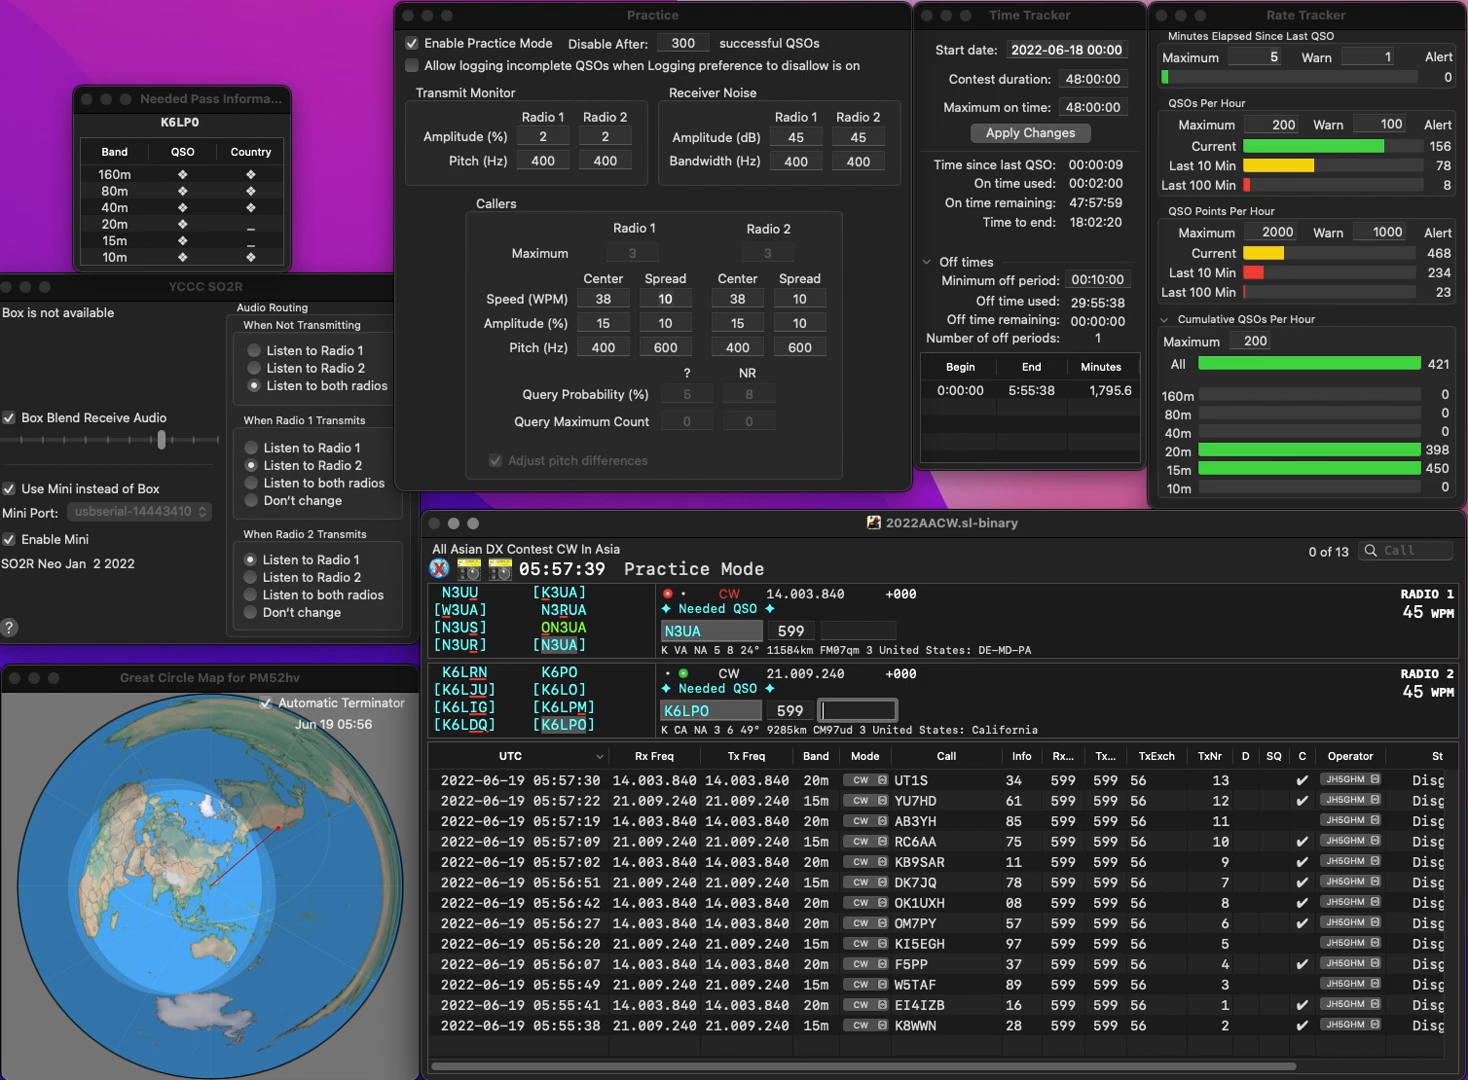 Needed Pass Informa...
K6LPO
Band QSO Country
160m ❖ ❖
80m ❖ ❖
40m ❖ ❖
20m ❖ _
15m ❖ _
10m ❖ ❖
YCCC SO2R
Box is not available
Box Blend Receive Audio
Use Mini instead of Box
Mini Port: usbserial-14443410
Enable Mini
SO2R Neo Jan 2 2022
?
Audio Routing
When Not Transmitting
Listen to Radio 1
Listen to Radio 2
Listen to both radios
When Radio 1 Transmits
Listen to Radio 1
Listen to Radio 2
Listen to both radios
Don't change
When Radio 2 Transmits
Listen to Radio 1
Listen to Radio 2
Listen to both radios
Don't change
Great Circle Map for PM52hv
Automatic Terminator
Jun 19 05:56
Practice
Enable Practice Mode Disable After: 300 successful QSOs
Allow logging incomplete QSOs when Logging preference to disallow is on
Transmit Monitor
Radio 1 Radio 2
Amplitude (%) 2 2
Pitch (Hz) 400 400
Receiver Noise
Radio 1 Radio 2
Amplitude (dB) 45 45
Bandwidth (Hz) 400 400
Callers
Radio 1 Radio 2
Maximum 3 3
Center Spread Center Spread
Speed (WPM) 38 10 38 10
Amplitude (%) 15 10 15 10
Pitch (Hz) 400 600 400 600
? NR
Query Probability (%) 5 8
Query Maximum Count 0 0
Adjust pitch differences
Time Tracker
Start date: 2022-06-18 00:00
Contest duration: 48:00:00
Maximum on time: 48:00:00
Apply Changes
Time since last QSO: 00:00:09
On time used: 00:02:00
On time remaining: 47:57:59
Time to end: 18:02:20
Off times
Minimum off period: 00:10:00
Off time used: 29:55:38
Off time remaining: 00:00:00
Number of off periods: 1
Begin End Minutes
0:00:00 5:55:38 1,795.6
Rate Tracker
Minutes Elapsed Since Last QSO
Maximum 5 Warn 1 Alert
0
QSOs Per Hour
Maximum 200 Warn 100 Alert
Current 156
Last 10 Min 78
Last 100 Min 8
QSO Points Per Hour
Maximum 2000 Warn 1000 Alert
Current 468
Last 10 Min 234
Last 100 Min 23
Cumulative QSOs Per Hour
Maximum 200
All 421
160m 0
80m 0
40m 0
20m 398
15m 450
10m 0
2022AACW.sl-binary
All Asian DX Contest CW In Asia
0 of 13 Call
05:57:39 Practice Mode
N3UU [K3UA]
[W3UA] N3RUA
[N3US] ON3UA
[N3UR] [N3UA]
CW 14.003.840 +000
✦ Needed QSO ✦
N3UA 599
K VA NA 5 8 24° 11584km FM07qm 3 United States: DE-MD-PA
RADIO 1
45 WPM
K6LRN K6PO
[K6LJU] [K6LO]
[K6LIG] [K6LPM]
[K6LDQ] [K6LPO]
CW 21.009.240 +000
✦ Needed QSO ✦
K6LPO 599
K CA NA 3 6 49° 9285km CM97ud 3 United States: California
RADIO 2
45 WPM
UTC Rx Freq Tx Freq Band Mode Call Info Rx... Tx... TxExch TxNr D SQ C Operator St
2022-06-19 05:57:30 14.003.840 14.003.840 20m CW UT1S 34 599 599 56 13 ✔ JH5GHM Disg
2022-06-19 05:57:22 21.009.240 21.009.240 15m CW YU7HD 61 599 599 56 12 ✔ JH5GHM Disg
2022-06-19 05:57:19 14.003.840 14.003.840 20m CW AB3YH 85 599 599 56 11 JH5GHM Disg
2022-06-19 05:57:09 21.009.240 21.009.240 15m CW RC6AA 75 599 599 56 10 ✔ JH5GHM Disg
2022-06-19 05:57:02 14.003.840 14.003.840 20m CW KB9SAR 11 599 599 56 9 ✔ JH5GHM Disg
2022-06-19 05:56:51 21.009.240 21.009.240 15m CW DK7JQ 78 599 599 56 7 ✔ JH5GHM Disg
2022-06-19 05:56:42 14.003.840 14.003.840 20m CW OK1UXH 08 599 599 56 8 ✔ JH5GHM Disg
2022-06-19 05:56:27 14.003.840 14.003.840 20m CW OM7PY 57 599 599 56 6 ✔ JH5GHM Disg
2022-06-19 05:56:20 21.009.240 21.009.240 15m CW KI5EGH 97 599 599 56 5 JH5GHM Disg
2022-06-19 05:56:07 14.003.840 14.003.840 20m CW F5PP 37 599 599 56 4 ✔ JH5GHM Disg
2022-06-19 05:55:49 21.009.240 21.009.240 15m CW W5TAF 89 599 599 56 3 JH5GHM Disg
2022-06-19 05:55:41 14.003.840 14.003.840 20m CW EI4IZB 16 599 599 56 1 ✔ JH5GHM Disg
2022-06-19 05:55:38 21.009.240 21.009.240 15m CW K8WWN 28 599 599 56 2 ✔ JH5GHM Disg